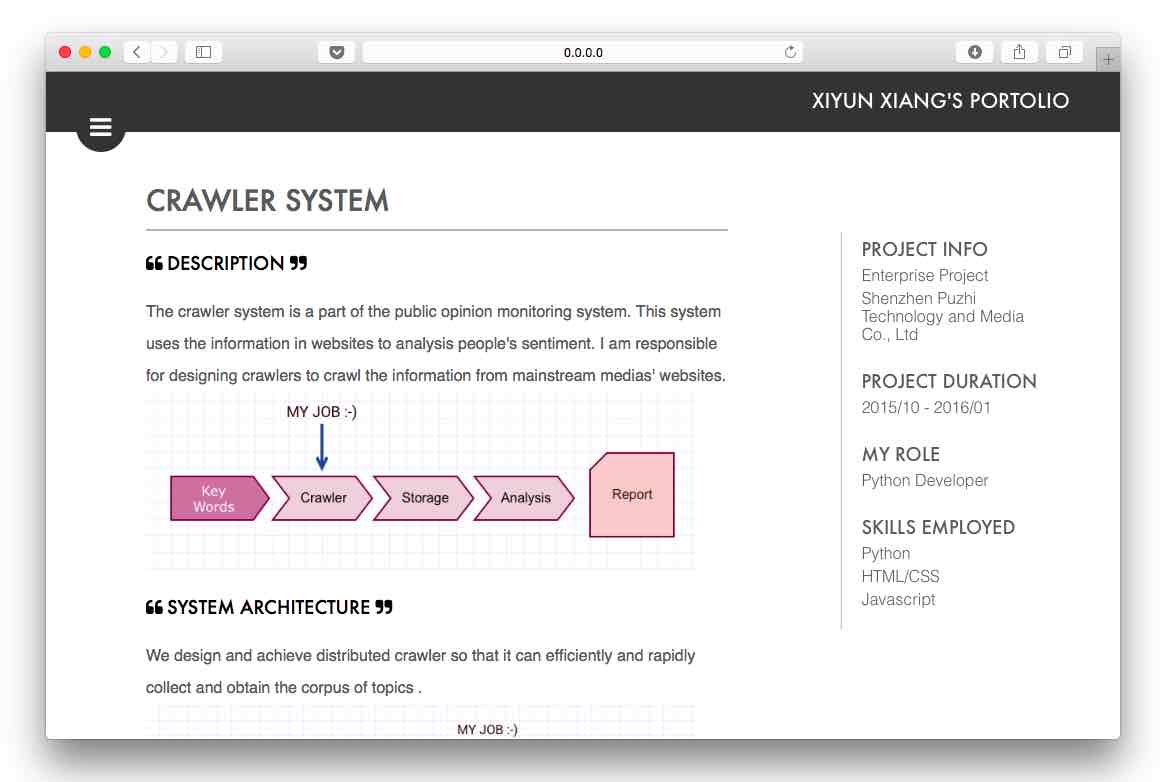 0.0.0.0
XIYUN XIANG'S PORTOLIO
CRAWLER SYSTEM
❝ DESCRIPTION ❞
The crawler system is a part of the public opinion monitoring system. This system
uses the information in websites to analysis people's sentiment. I am responsible
for designing crawlers to crawl the information from mainstream medias' websites.
MY JOB :-)
Key
Words
Crawler
Storage
Analysis
Report
❝ SYSTEM ARCHITECTURE ❞
We design and achieve distributed crawler so that it can efficiently and rapidly
collect and obtain the corpus of topics .
MY JOB :-)
PROJECT INFO
Enterprise Project
Shenzhen Puzhi
Technology and Media
Co., Ltd
PROJECT DURATION
2015/10 - 2016/01
MY ROLE
Python Developer
SKILLS EMPLOYED
Python
HTML/CSS
Javascript